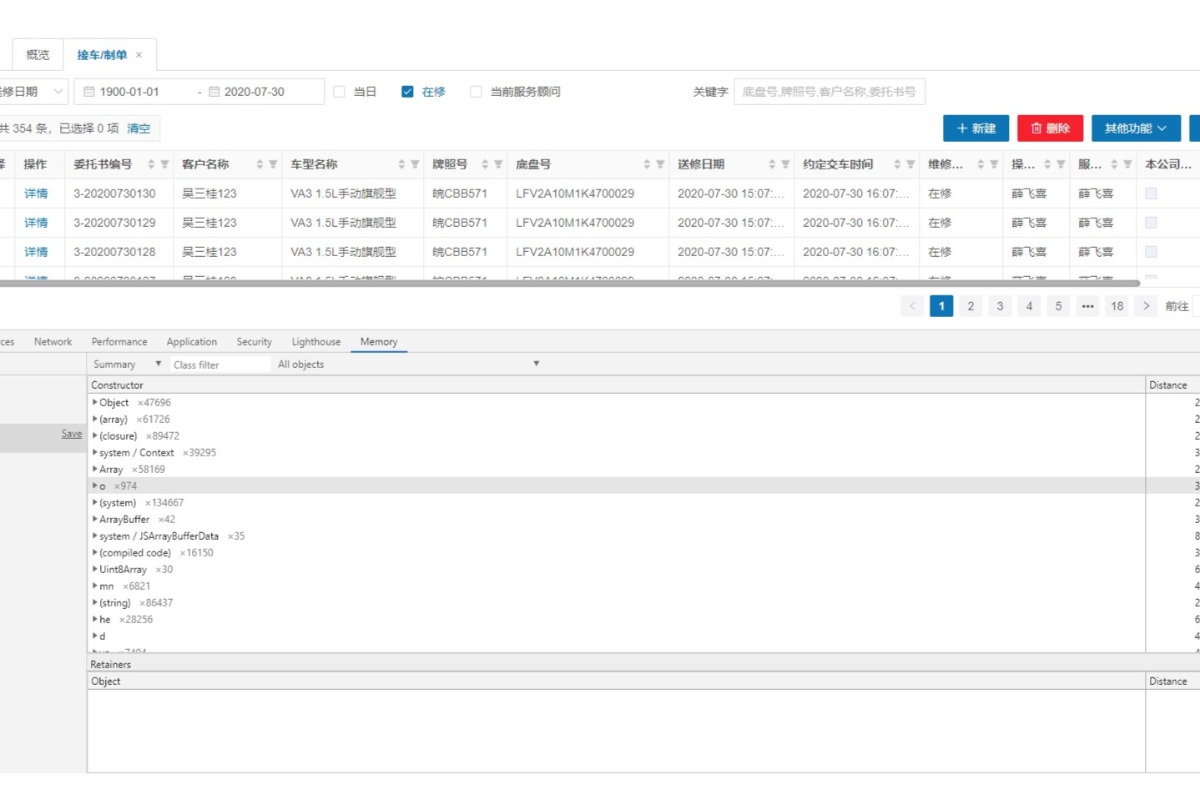 概览 接车/制单 ×
修日期 1900-01-01 - 2020-07-30 当日 在修 当前服务顾问 关键字 底盘号,牌照号,客户名称,委托书号
共 354 条，已选择 0 项 清空 + 新建 删除 其他功能
操作 委托书编号 客户名称 车型名称 牌照号 底盘号 送修日期 约定交车时间 维修... 操... 服... 本公司...
详情 3-20200730130 吴三桂123 VA3 1.5L手动旗舰型 皖CBB571 LFV2A10M1K4700029 2020-07-30 15:07:... 2020-07-30 16:07:... 在修 薛飞喜 薛飞喜
详情 3-20200730129 吴三桂123 VA3 1.5L手动旗舰型 皖CBB571 LFV2A10M1K4700029 2020-07-30 15:07:... 2020-07-30 16:07:... 在修 薛飞喜 薛飞喜
详情 3-20200730128 吴三桂123 VA3 1.5L手动旗舰型 皖CBB571 LFV2A10M1K4700029 2020-07-30 15:07:... 2020-07-30 16:07:... 在修 薛飞喜 薛飞喜
< 1 2 3 4 5 ••• 18 > 前往
ces Network Performance Application Security Lighthouse Memory
Summary ▼ Class filter All objects ▼
Constructor Distance
Object ×47696 2
(array) ×61726 2
Save (closure) ×89472 2
system / Context ×39295 3
Array ×58169 2
o ×974 3
(system) ×134667 2
ArrayBuffer ×42 3
system / JSArrayBufferData ×35 8
(compiled code) ×16150 3
Uint8Array ×30 6
mn ×6821 4
(string) ×86437 2
he ×28256 6
d 4
Retainers
Object Distance